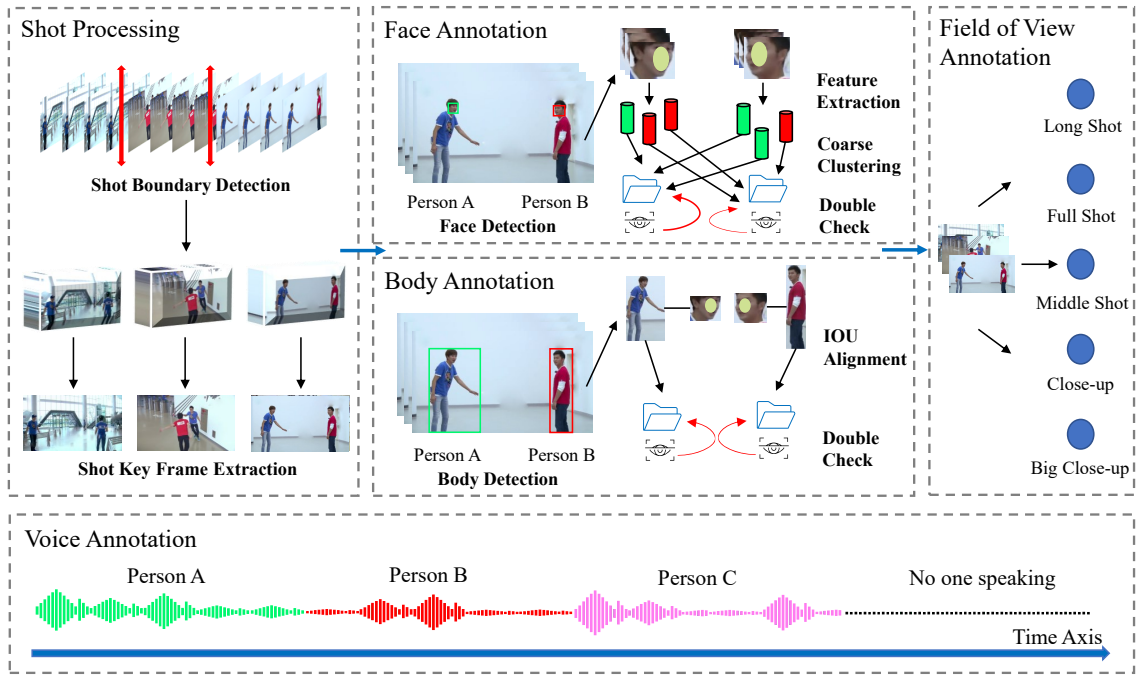 Shot Processing
Shot Boundary Detection
Shot Key Frame Extraction
Face Annotation
Person A
Person B
Face Detection
Feature
Extraction
Coarse
Clustering
Double
Check
Body Annotation
Person A
Person B
Body Detection
IOU
Alignment
Double
Check
Field of View
Annotation
Long Shot
Full Shot
Middle Shot
Close-up
Big Close-up
Voice Annotation
Person A
Person B
Person C
No one speaking
Time Axis